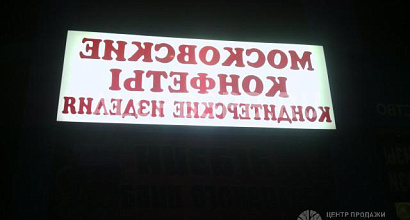 МОСКОВСКИЕ
КОНФЕТЫ
КОНДИТЕРСКИЕ ИЗДЕЛИЯ
ЦЕНТР ПРОДАЖИ